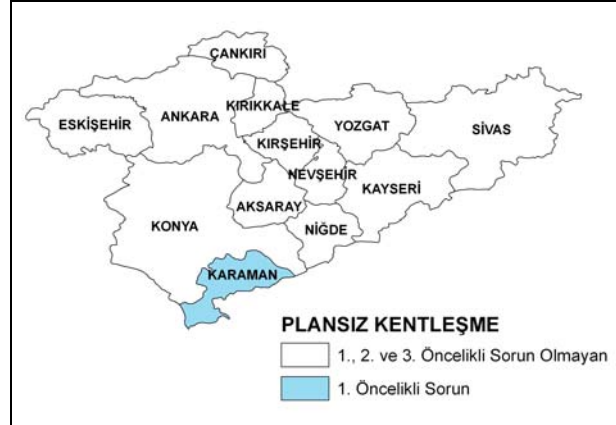 ÇANKIRI
ANKARA
KIRIKKALE
ESKİŞEHİR
YOZGAT
SİVAS
KIRŞEHİR
NEVŞEHİR
KAYSERİ
AKSARAY
KONYA
NİĞDE
KARAMAN
PLANSIZ KENTLEŞME
1., 2. ve 3. Öncelikli Sorun Olmayan
1. Öncelikli Sorun